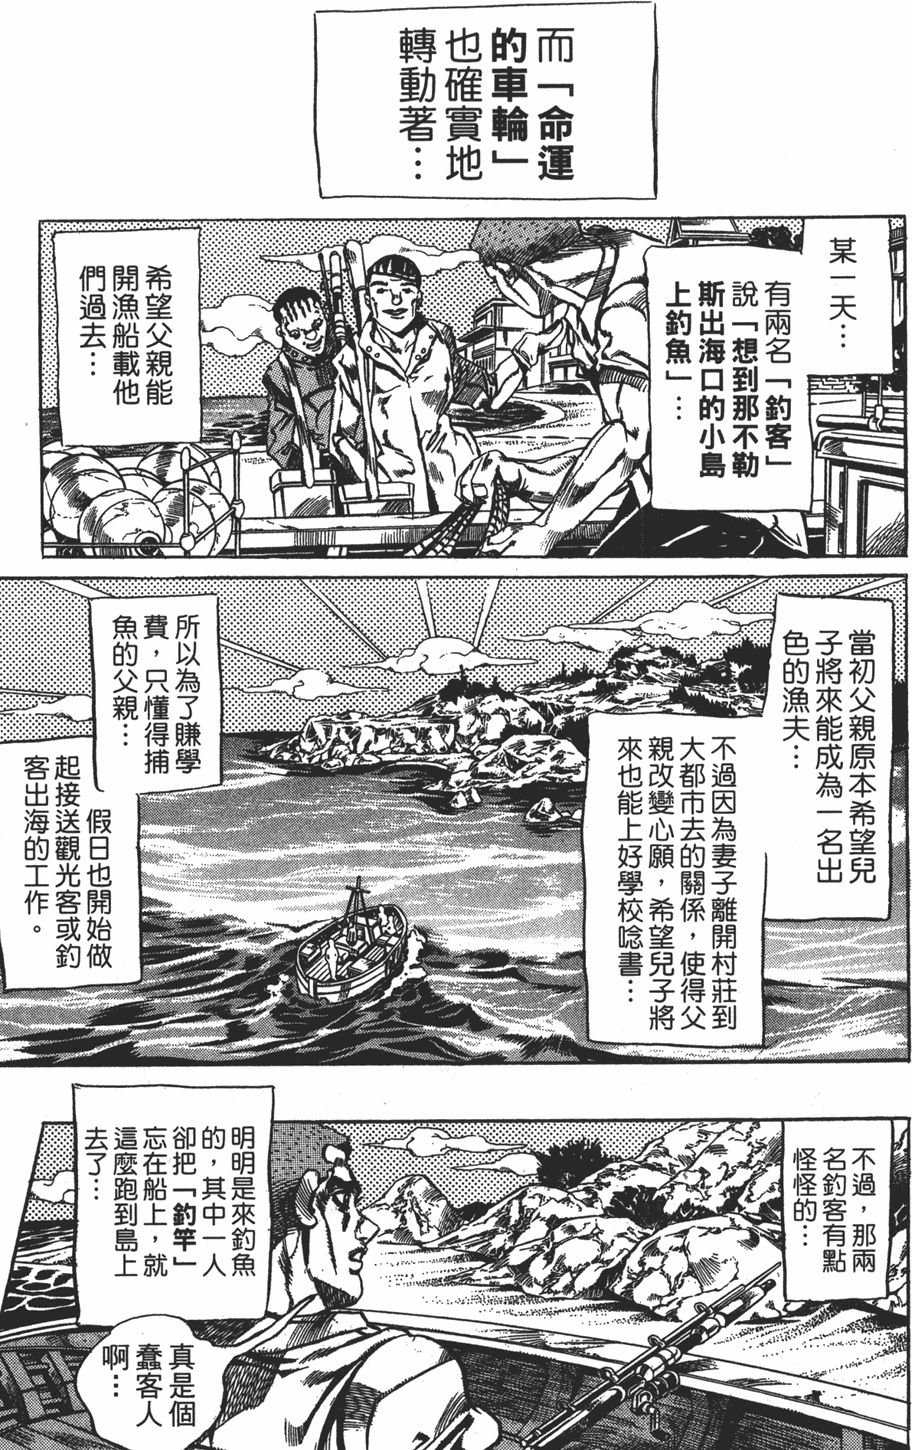 而「命運
的車輪」
也確實地
轉動著…
某一天…
有兩名「釣客」
說「想到那不勒
斯出海口的小島
上釣魚」…
希望父親能
開漁船載他
們過去…
當初父親原本希望兒
子將來能成為一名出
色的漁夫…
不過因為妻子離開村莊到
大都市去的關係，使得父
親改變心願，希望兒子將
來也能上好學校唸書…
所以為了賺學
費，只懂得捕
魚的父親…
假日也開始做
起接送觀光客或釣
客出海的工作。
不過，那兩
名釣客有點
怪怪的…
明明是來釣魚
的，其中一人
卻把「釣竿」
忘在船上，就
這麼跑到島上
去了…
真是個
蠢客人
啊…